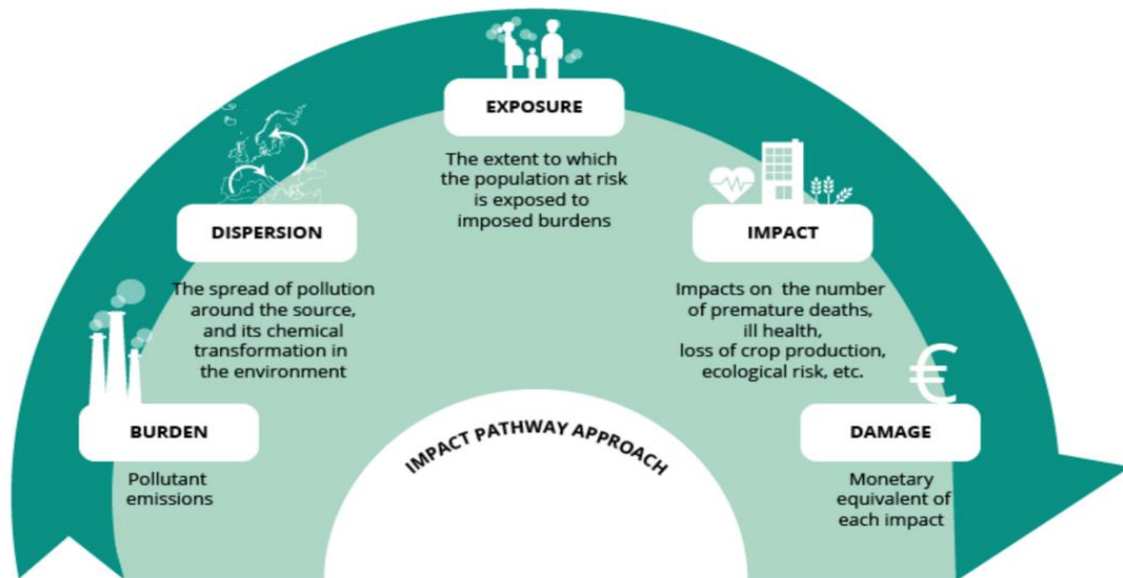 BURDEN
Pollutant
emissions
DISPERSION
The spread of pollution
around the source,
and its chemical
transformation in
the environment
EXPOSURE
The extent to which
the population at risk
is exposed to
imposed burdens
IMPACT
Impacts on the number
of premature deaths,
ill health,
loss of crop production,
ecological risk, etc.
€
DAMAGE
Monetary
equivalent of
each impact
IMPACT PATHWAY APPROACH